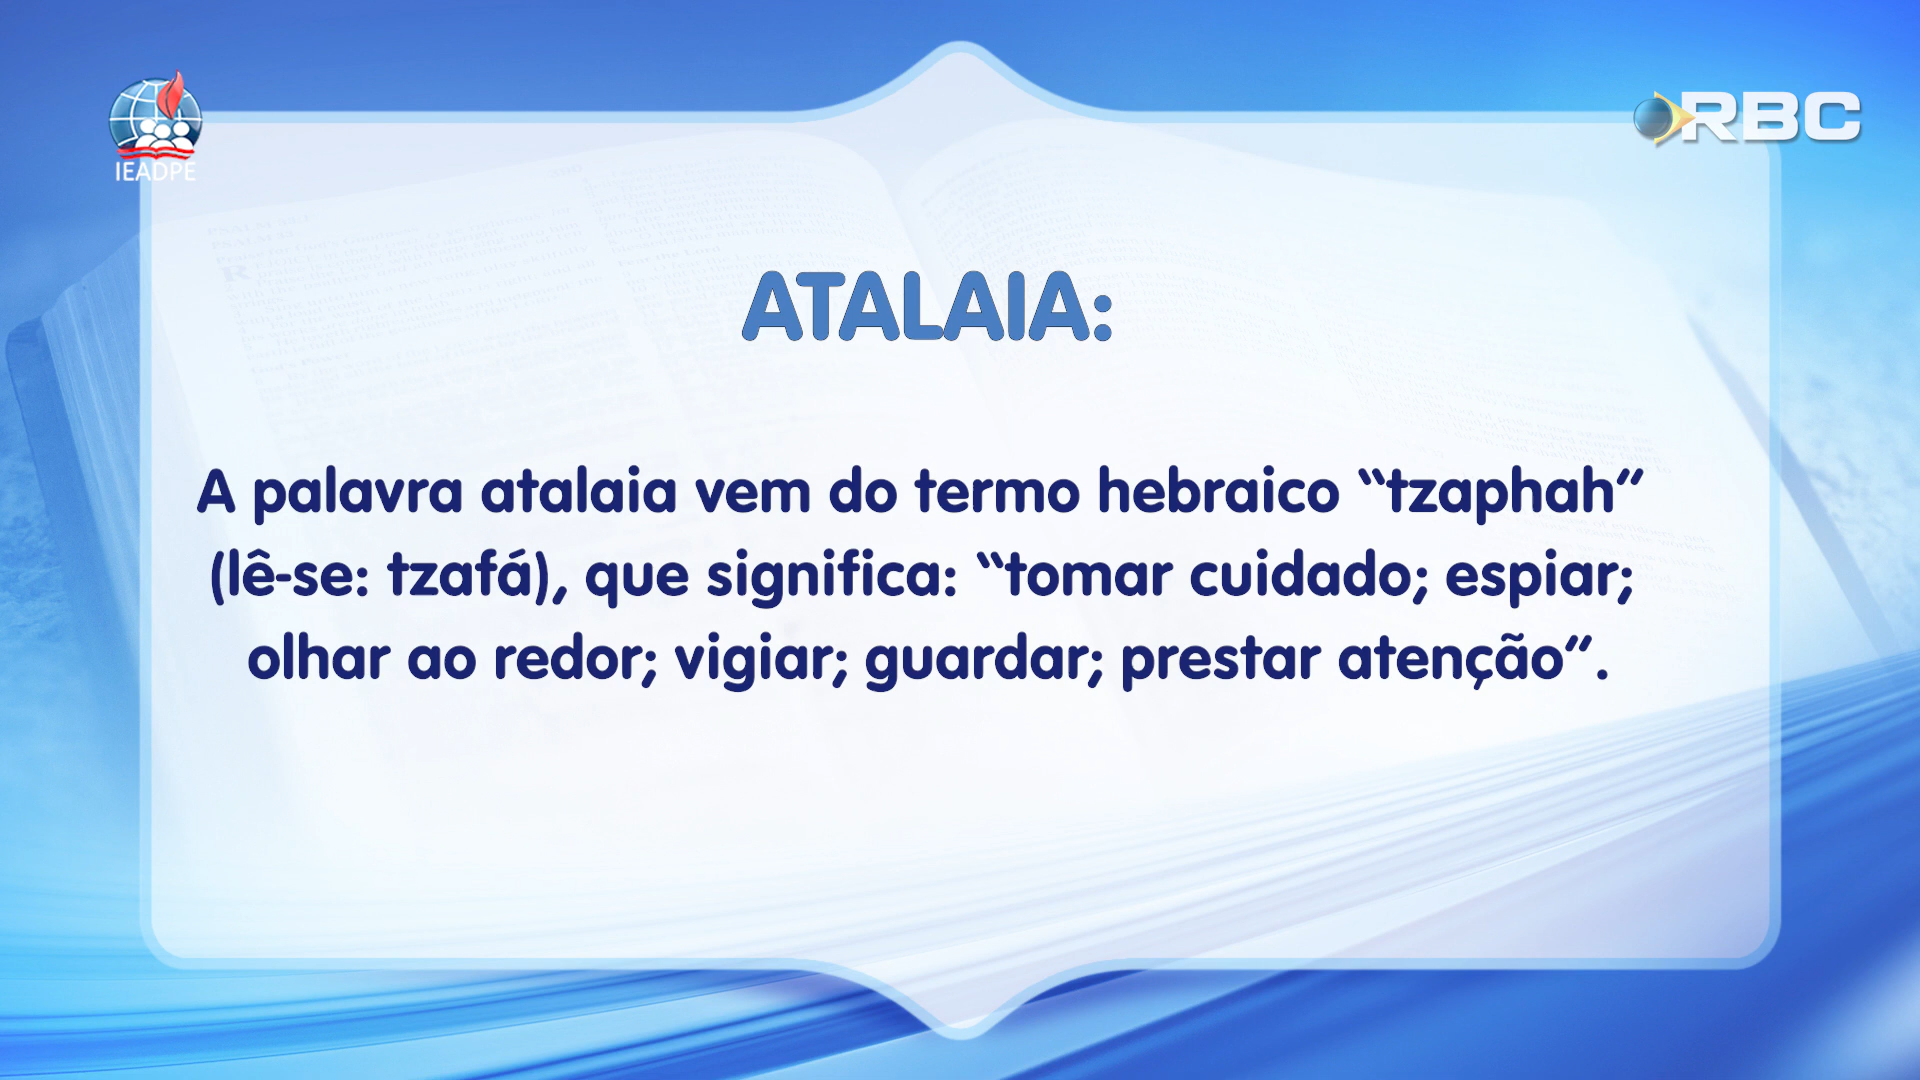 IEADPE
RBC
ATALAIA:
A palavra atalaia vem do termo hebraico “tzaphah”
(lê-se: tzafá), que significa: “tomar cuidado; espiar;
olhar ao redor; vigiar; guardar; prestar atenção”.